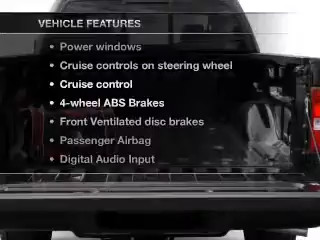 VEHICLE FEATURES
• Power windows
• Cruise controls on steering wheel
• Cruise control
• 4-wheel ABS Brakes
• Front Ventilated disc brakes
• Passenger Airbag
• Digital Audio Input